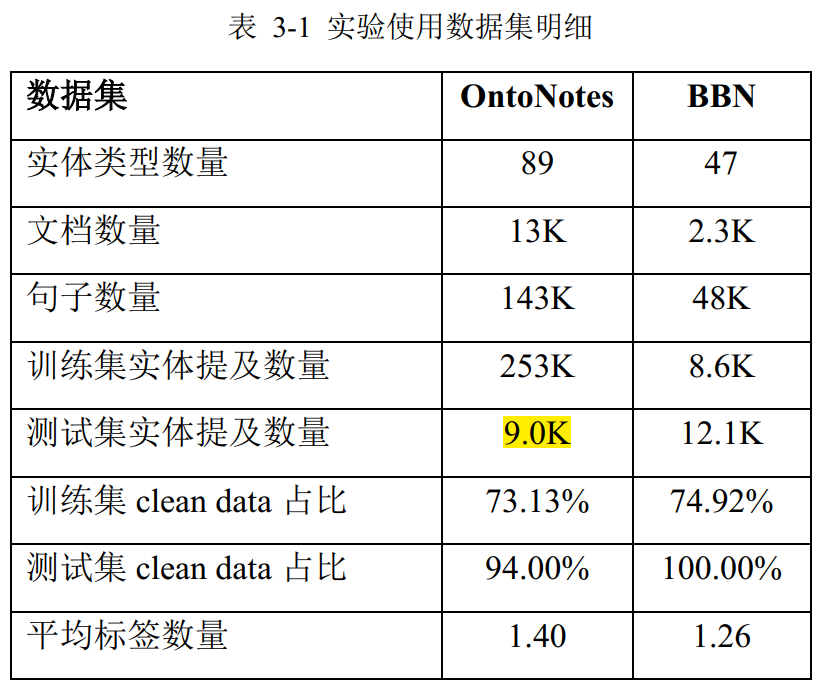 表 3-1 实验使用数据集明细
数据集 OntoNotes BBN
实体类型数量 89 47
文档数量 13K 2.3K
句子数量 143K 48K
训练集实体提及数量 253K 8.6K
测试集实体提及数量 9.0K 12.1K
训练集 clean data 占比 73.13% 74.92%
测试集 clean data 占比 94.00% 100.00%
平均标签数量 1.40 1.26